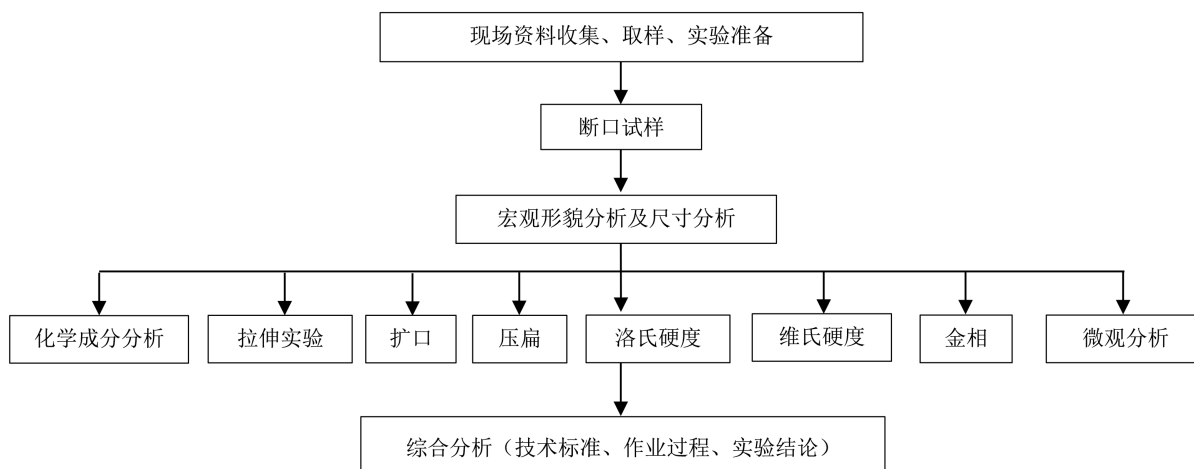 现场资料收集、取样、实验准备
断口试样
宏观形貌分析及尺寸分析
化学成分分析
拉伸实验
扩口
压扁
洛氏硬度
维氏硬度
金相
微观分析
综合分析（技术标准、作业过程、实验结论）